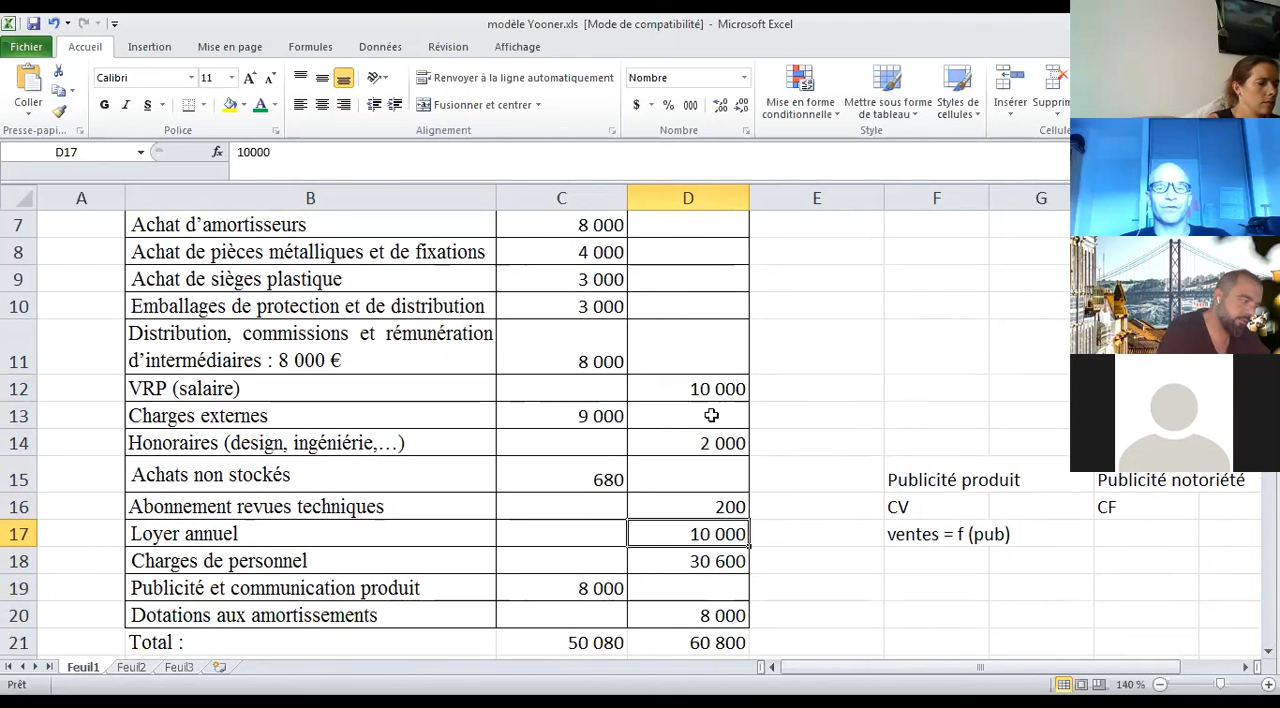 modèle Yooner.xls [Mode de compatibilité] - Microsoft Excel
Fichier Accueil Insertion Mise en page Formules Données Révision Affichage
Calibri 11 Renvoyer à la ligne automatiquement Nombre
Coller G I S Fusionner et centrer $ % 000 Mise en forme conditionnelle Mettre sous forme de tableau Styles de cellules Insérer Supprim
Presse-papi... Police Alignement Nombre Style Cellule
D17 fx 10000
A B C D E F G
7 Achat d’amortisseurs 8 000
8 Achat de pièces métalliques et de fixations 4 000
9 Achat de sièges plastique 3 000
10 Emballages de protection et de distribution 3 000
Distribution, commissions et rémunération
11 d’intermédiaires : 8 000 € 8 000
12 VRP (salaire) 10 000
13 Charges externes 9 000
14 Honoraires (design, ingéniérie,…) 2 000
15 Achats non stockés 680 Publicité produit Publicité notoriété
16 Abonnement revues techniques 200 CV CF
17 Loyer annuel 10 000 ventes = f (pub)
18 Charges de personnel 30 600
19 Publicité et communication produit 8 000
20 Dotations aux amortissements 8 000
21 Total : 50 080 60 800
Feuil1 Feuil2 Feuil3
Prêt 140 %